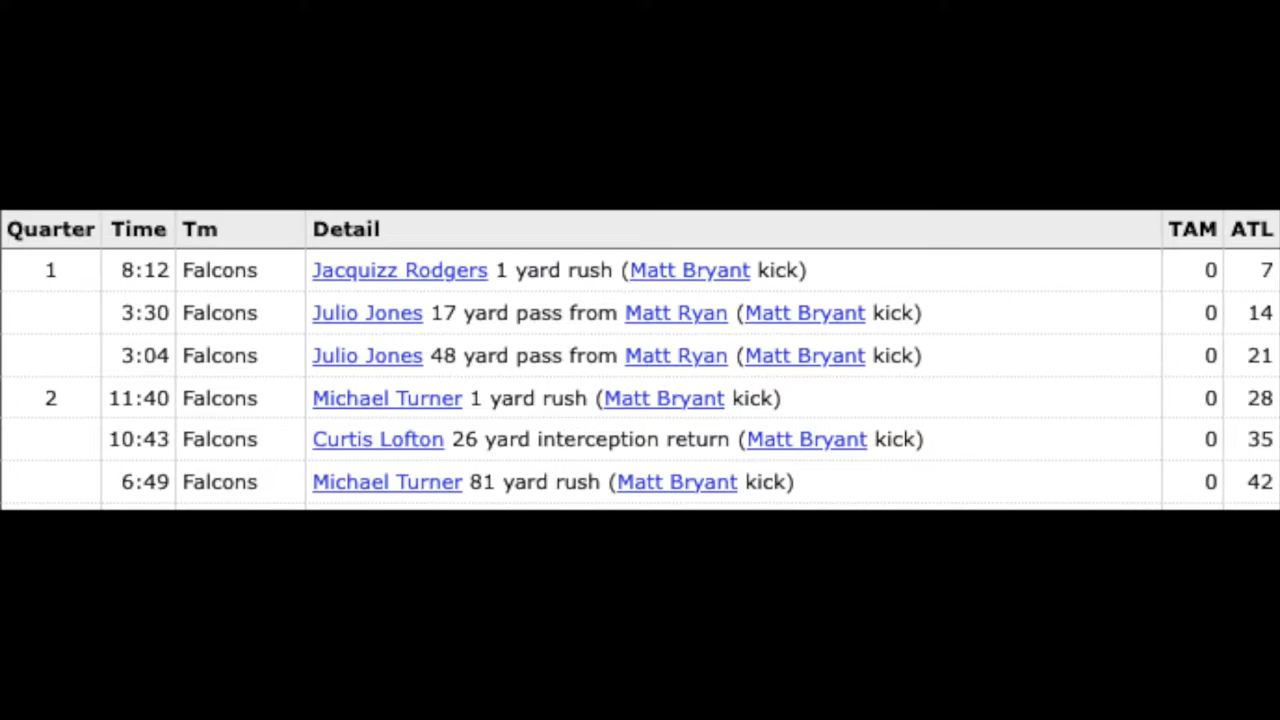 Quarter Time Tm Detail TAM ATL
1 8:12 Falcons Jacquizz Rodgers 1 yard rush (Matt Bryant kick) 0 7
3:30 Falcons Julio Jones 17 yard pass from Matt Ryan (Matt Bryant kick) 0 14
3:04 Falcons Julio Jones 48 yard pass from Matt Ryan (Matt Bryant kick) 0 21
2 11:40 Falcons Michael Turner 1 yard rush (Matt Bryant kick) 0 28
10:43 Falcons Curtis Lofton 26 yard interception return (Matt Bryant kick) 0 35
6:49 Falcons Michael Turner 81 yard rush (Matt Bryant kick) 0 42